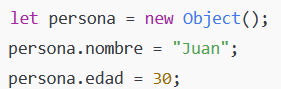 let persona = new Object();
persona.nombre = "Juan";
persona.edad = 30;